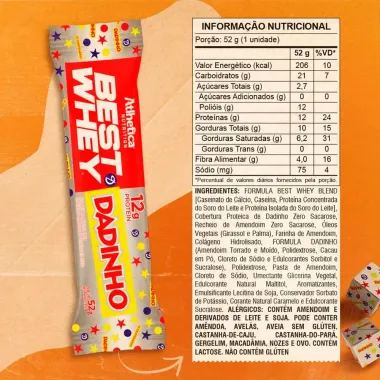 Atlhetica
NUTRITION
BEST
WHEY
12g
PROTEIN
DADINHO
52g
INFORMAÇÃO NUTRICIONAL
Porção: 52 g (1 unidade)
52 g %VD*
Valor Energético (kcal) 206 10
Carboidratos (g) 21 7
Açúcares Totais (g) 2,7
Açúcares Adicionados (g) 0 0
Polióis (g) 12
Proteínas (g) 12 24
Gorduras Totais (g) 10 15
Gorduras Saturadas (g) 6,2 31
Gorduras Trans (g) 0 0
Fibra Alimentar (g) 4,0 16
Sódio (mg) 75 4
*Percentual de valores diários fornecidos pela porção.
INGREDIENTES: FORMULA BEST WHEY BLEND
[Caseinato de Cálcio, Caseína, Proteína Concentrada
do Soro do Leite e Proteína Isolada do Soro do Leite],
Cobertura Proteica de Dadinho Zero Sacarose,
Recheio de Amendoim Zero Sacarose, Óleos
Vegetais (Girassol e Palma), Farinha de Amendoim,
Colágeno Hidrolisado, FORMULA DADINHO
(Amendoim Torrado e Moído, Polidextrose, Cacau
em Pó, Cloreto de Sódio e Edulcorantes Sorbitol e
Sucralose), Polidextrose, Pasta de Amendoim,
Cloreto de Sódio, Umectante Glicerina Vegetal,
Edulcorante Natural Maltitol, Aromatizantes,
Emulsificante Lecitina de Soja, Conservador Sorbato
de Potássio, Corante Natural Caramelo e Edulcorante
Sucralose. ALÉRGICOS: CONTÉM AMENDOIM E
DERIVADOS DE LEITE E SOJA. PODE CONTER
AMÊNDOA, AVELÃS, AVEIA SEM GLÚTEN,
CASTANHA-DE-CAJU, CASTANHA-DO-PARÁ,
GERGELIM, MACADÂMIA, NOZES E OVO. CONTÉM
LACTOSE. NÃO CONTÉM GLÚTEN